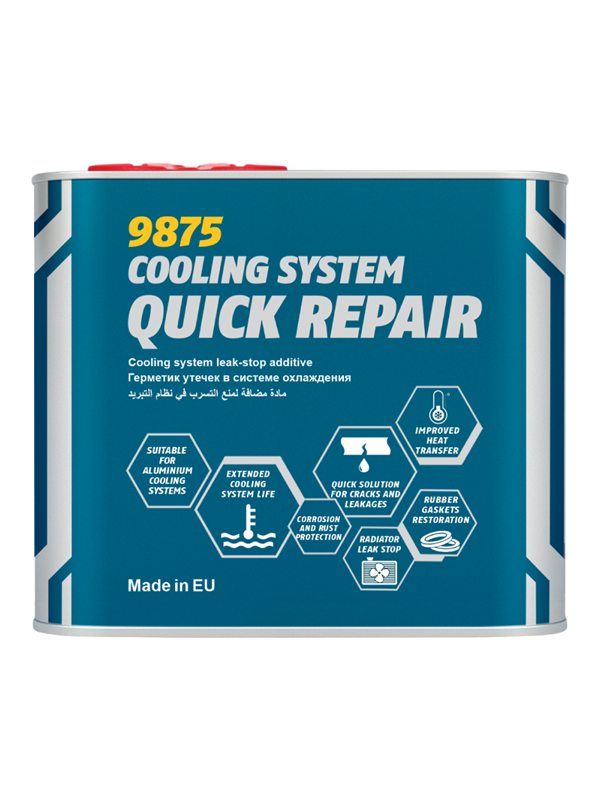 9875
COOLING SYSTEM
QUICK REPAIR
Cooling system leak-stop additive
Герметик утечек в системе охлаждения
مادة مضافة لمنع التسرب في نظام التبريد
IMPROVED
HEAT
TRANSFER
SUITABLE
FOR
ALUMINIUM
COOLING
SYSTEMS
EXTENDED
COOLING
SYSTEM LIFE
QUICK SOLUTION
FOR CRACKS AND
LEAKAGES
CORROSION
AND RUST
PROTECTION
RUBBER
GASKETS
RESTORATION
RADIATOR
LEAK STOP
Made in EU